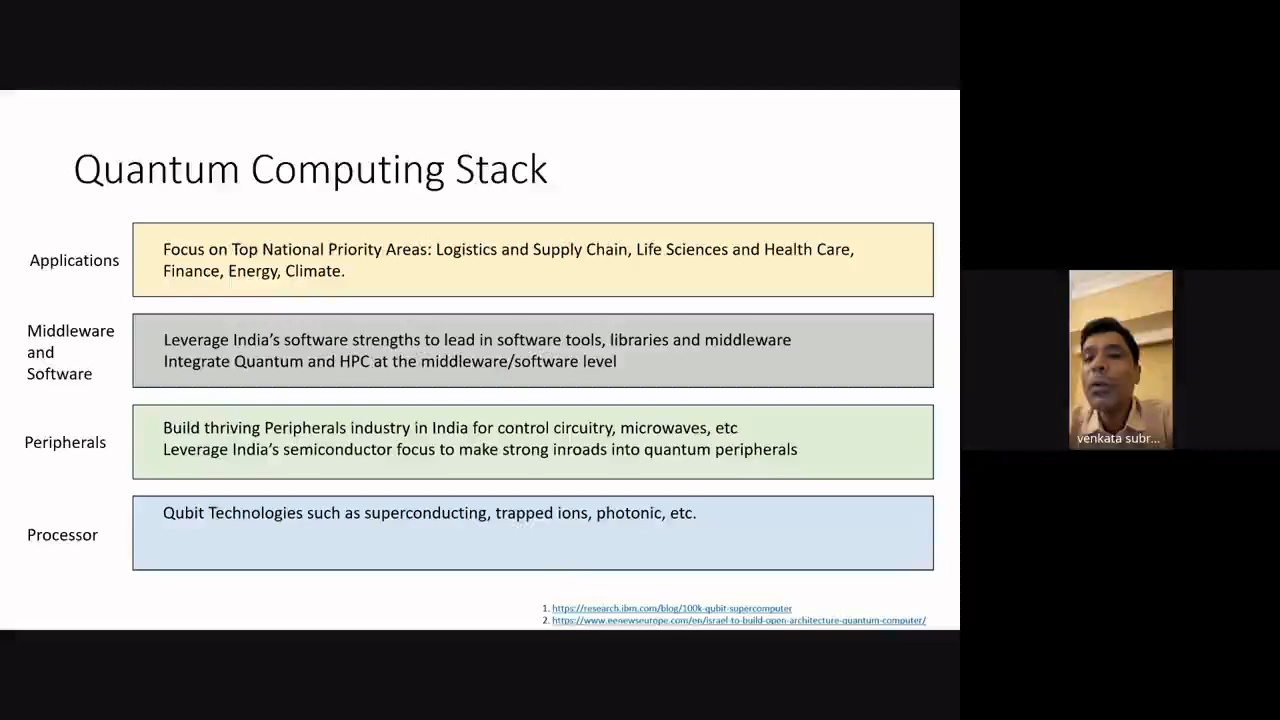 Quantum Computing Stack
Applications
Focus on Top National Priority Areas: Logistics and Supply Chain, Life Sciences and Health Care,
Finance, Energy, Climate.
Middleware
and
Software
Leverage India's software strengths to lead in software tools, libraries and middleware
Integrate Quantum and HPC at the middleware/software level
Peripherals
Build thriving Peripherals industry in India for control circuitry, microwaves, etc
Leverage India's semiconductor focus to make strong inroads into quantum peripherals
Processor
Qubit Technologies such as superconducting, trapped ions, photonic, etc.
1. https://research.ibm.com/blog/100k-qubit-supercomputer
2. https://www.eenewseurope.com/en/israel-to-build-open-architecture-quantum-computer/
venkata subr...